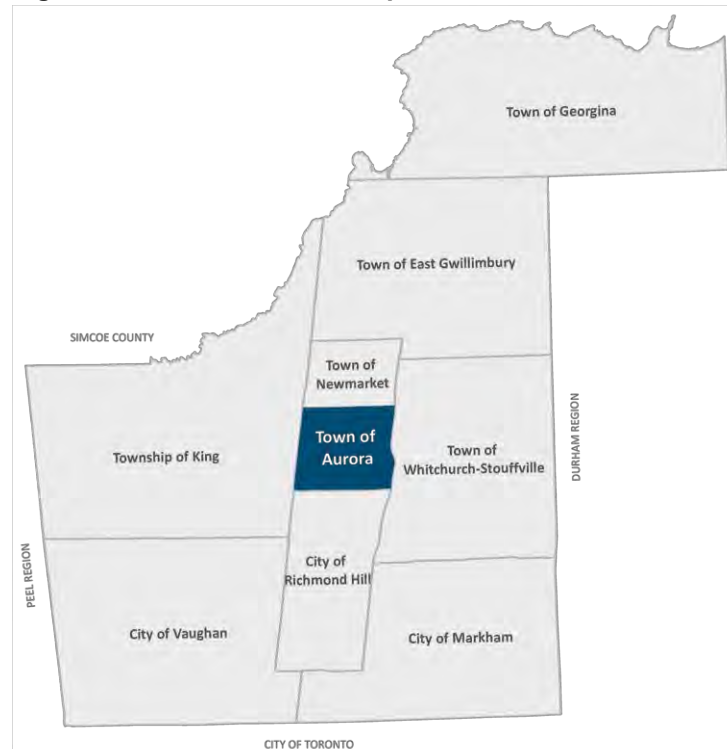 Town of Georgina
Town of East Gwillimbury
SIMCOE COUNTY
Town of
Newmarket
Town of
Aurora
Township of King
Town of
Whitchurch-Stouffville
DURHAM REGION
PEEL REGION
City of
Richmond Hill
City of Vaughan
City of Markham
CITY OF TORONTO